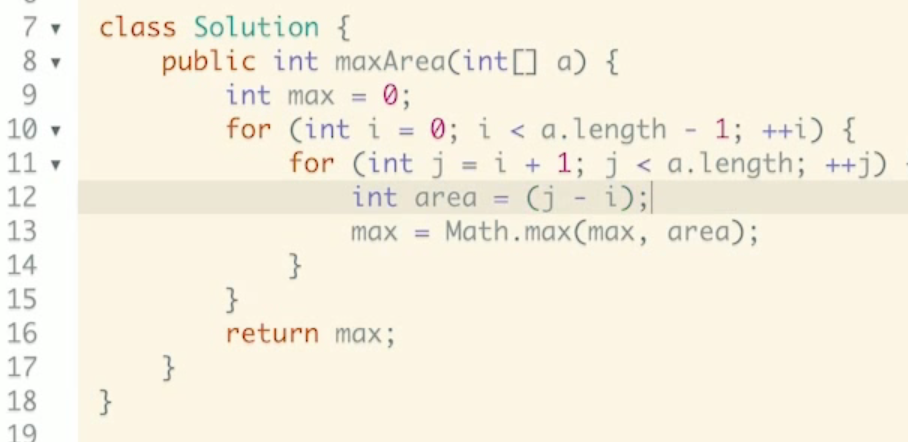 7 class Solution {
8 public int maxArea(int[] a) {
9 int max = 0;
10 for (int i = 0; i < a.length - 1; ++i) {
11 for (int j = i + 1; j < a.length; ++j)
12 int area = (j - i);
13 max = Math.max(max, area);
14 }
15 }
16 return max;
17 }
18 }
19